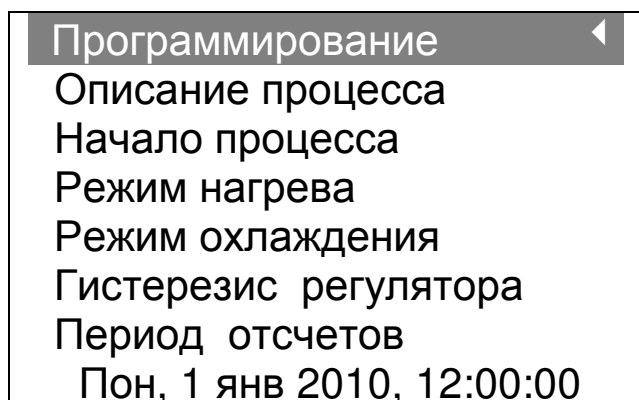 Программирование
Описание процесса
Начало процесса
Режим нагрева
Режим охлаждения
Гистерезис регулятора
Период отсчетов
Пон, 1 янв 2010, 12:00:00